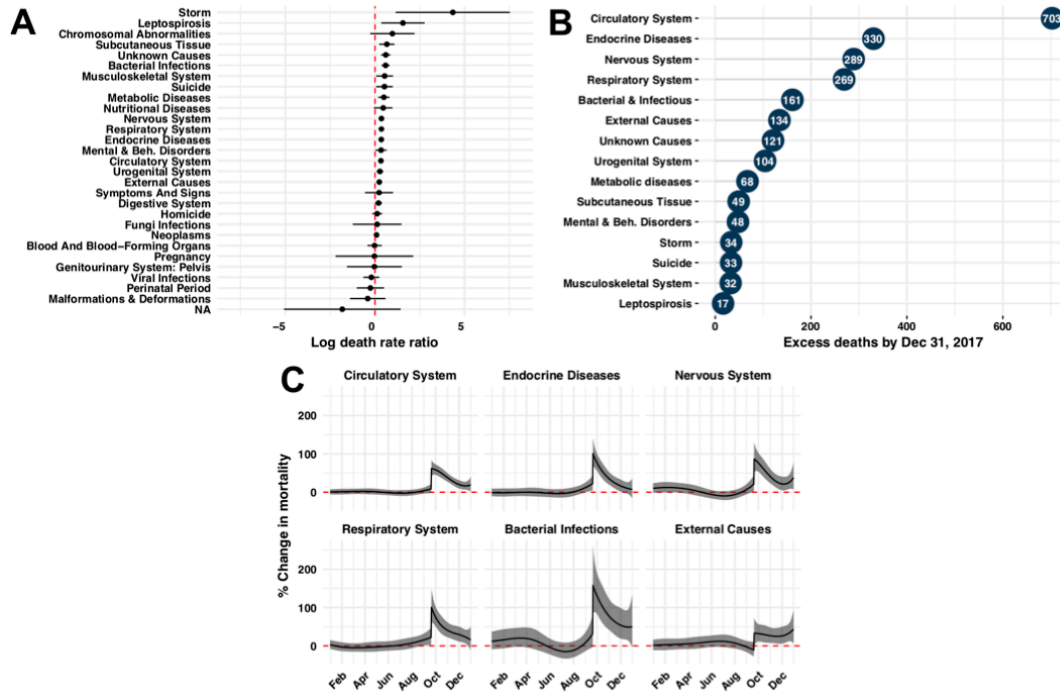 A
Storm
Leptospirosis
Chromosomal Abnormalities
Subcutaneous Tissue
Unknown Causes
Bacterial Infections
Musculoskeletal System
Suicide
Metabolic Diseases
Nutritional Diseases
Nervous System
Respiratory System
Endocrine Diseases
Mental & Beh. Disorders
Circulatory System
Urogenital System
External Causes
Symptoms And Signs
Digestive System
Homicide
Fungi Infections
Neoplasms
Blood And Blood−Forming Organs
Pregnancy
Genitourinary System: Pelvis
Viral Infections
Perinatal Period
Malformations & Deformations
NA
−5 0 5
Log death rate ratio
B
Circulatory System 703
Endocrine Diseases 330
Nervous System 289
Respiratory System 269
Bacterial & Infectious 161
External Causes 134
Unknown Causes 121
Urogenital System 104
Metabolic diseases 68
Subcutaneous Tissue 49
Mental & Beh. Disorders 48
Storm 34
Suicide 33
Musculoskeletal System 32
Leptospirosis 17
0 200 400 600
Excess deaths by Dec 31, 2017
C
% Change in mortality
Circulatory System Endocrine Diseases Nervous System
200
100
0
Respiratory System Bacterial Infections External Causes
200
100
0
Feb Apr Jun Aug Oct Dec Feb Apr Jun Aug Oct Dec Feb Apr Jun Aug Oct Dec